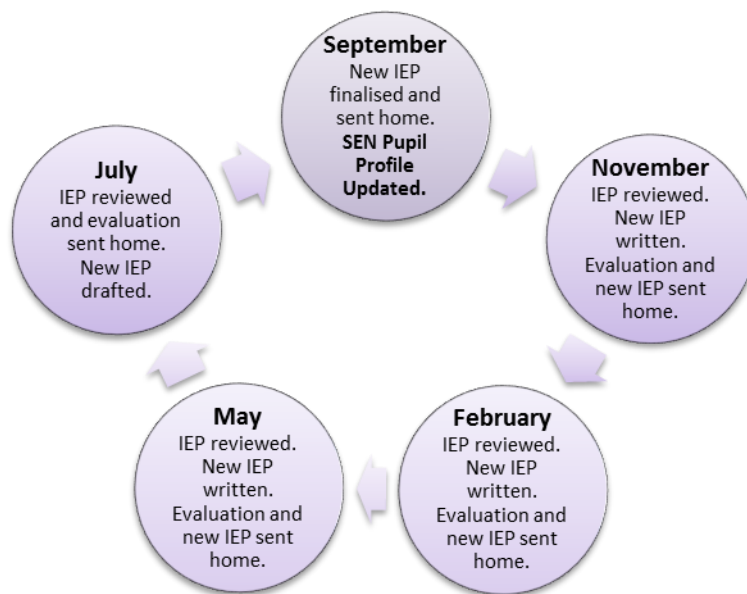 September
New IEP
finalised and
sent home.
SEN Pupil
Profile
Updated.
November
IEP reviewed.
New IEP
written.
Evaluation and
new IEP sent
home.
February
IEP reviewed.
New IEP
written.
Evaluation and
new IEP sent
home.
May
IEP reviewed.
New IEP
written.
Evaluation and
new IEP sent
home.
July
IEP reviewed
and evaluation
sent home.
New IEP
drafted.